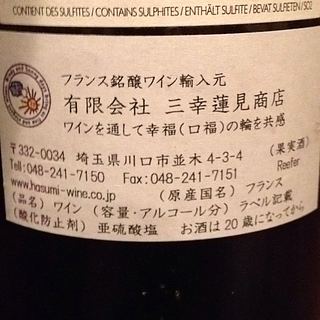 CONTIENT DES SULFITES / CONTAINS SULPHITES / ENTHÄLT SULFITE / BEVAT SULFIETEN / SO2
フランス銘醸ワイン輸入元
有限会社 三幸蓮見商店
ワインを通して幸福(口福)の輪を共感
〒332-0034 埼玉県川口市並木4-3-4 (果実酒)
Tell:048-241-7150 Fax:048-241-7151 Reefer
www.hasumi-wine.co.jp (原産国名) フランス
(品名) ワイン (容量・アルコール分) ラベル記載
(酸化防止剤) 亜硫酸塩 お酒は20歳になってから